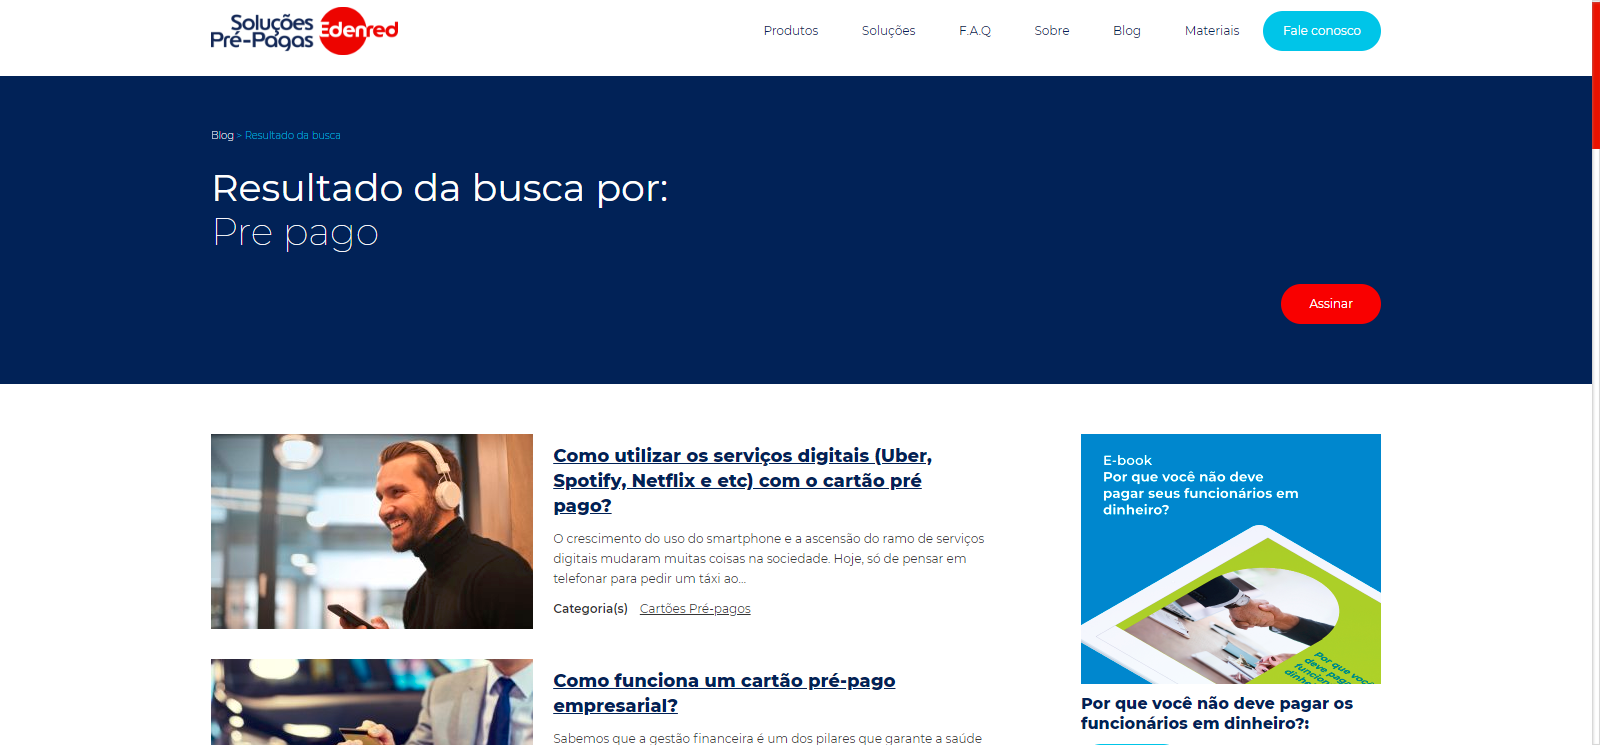 Soluções
Pré-Pagas
Edenred
Produtos
Soluções
F.A.Q
Sobre
Blog
Materiais
Fale conosco
Blog > Resultado da busca
Resultado da busca por:
Pre pago
Assinar
Como utilizar os serviços digitais (Uber,
Spotify, Netflix e etc) com o cartão pré
pago?
O crescimento do uso do smartphone e a ascensão do ramo de serviços
digitais mudaram muitas coisas na sociedade. Hoje, só de pensar em
telefonar para pedir um táxi ao...
Categoria(s) Cartões Pré-pagos
Como funciona um cartão pré-pago
empresarial?
Sabemos que a gestão financeira é um dos pilares que garante a saúde
E-book
Por que você não deve
pagar seus funcionários em
dinheiro?
Por que você não deve pagar os
funcionários em dinheiro?: